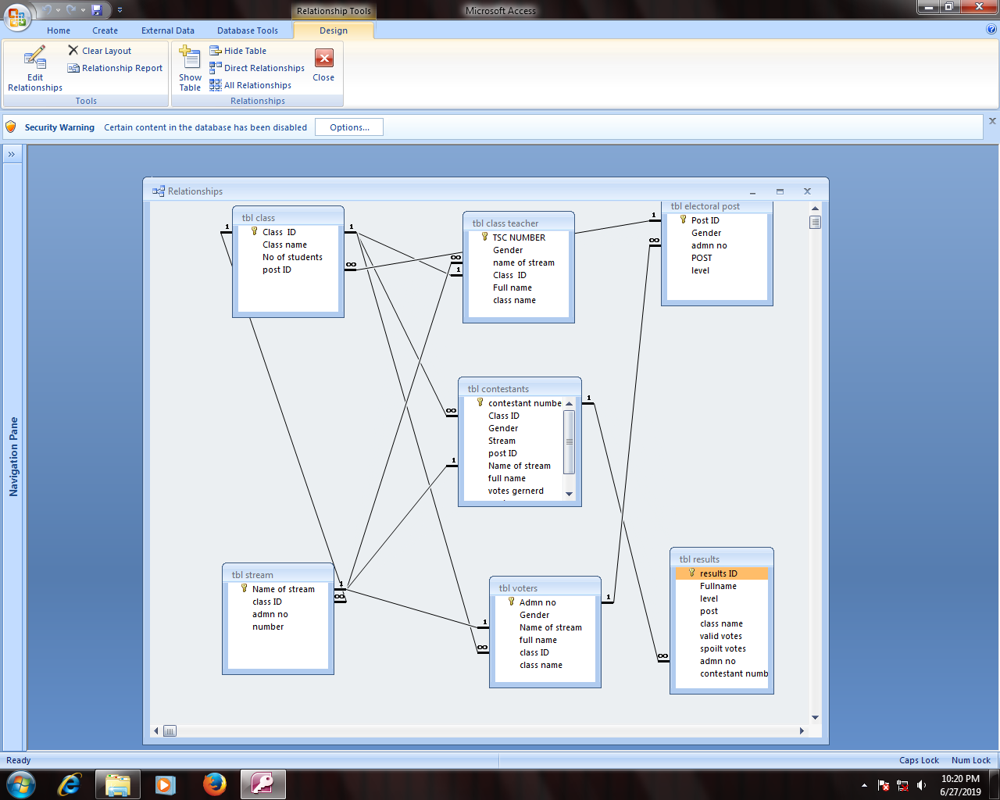 Relationship Tools
Microsoft Access
Home
Create
External Data
Database Tools
Design
Edit Relationships
Clear Layout
Relationship Report
Tools
Show Table
Hide Table
Direct Relationships
All Relationships
Close
Relationships
Security Warning
Certain content in the database has been disabled
Options...
»
Navigation Pane
Relationships
tbl class
Class ID
Class name
No of students
post ID
tbl class teacher
TSC NUMBER
Gender
name of stream
Class ID
Full name
class name
tbl electoral post
Post ID
Gender
admn no
POST
level
1
1
∞
∞
1
1
∞
tbl contestants
contestant numbe
Class ID
Gender
Stream
post ID
Name of stream
full name
votes gernerd
∞
1
1
tbl stream
Name of stream
class ID
admn no
number
1
∞
tbl voters
Admn no
Gender
Name of stream
full name
class ID
class name
1
1
∞
tbl results
results ID
Fullname
level
post
class name
valid votes
spoilt votes
admn no
contestant numb
∞
Ready
Caps Lock
Num Lock
10:20 PM
6/27/2019